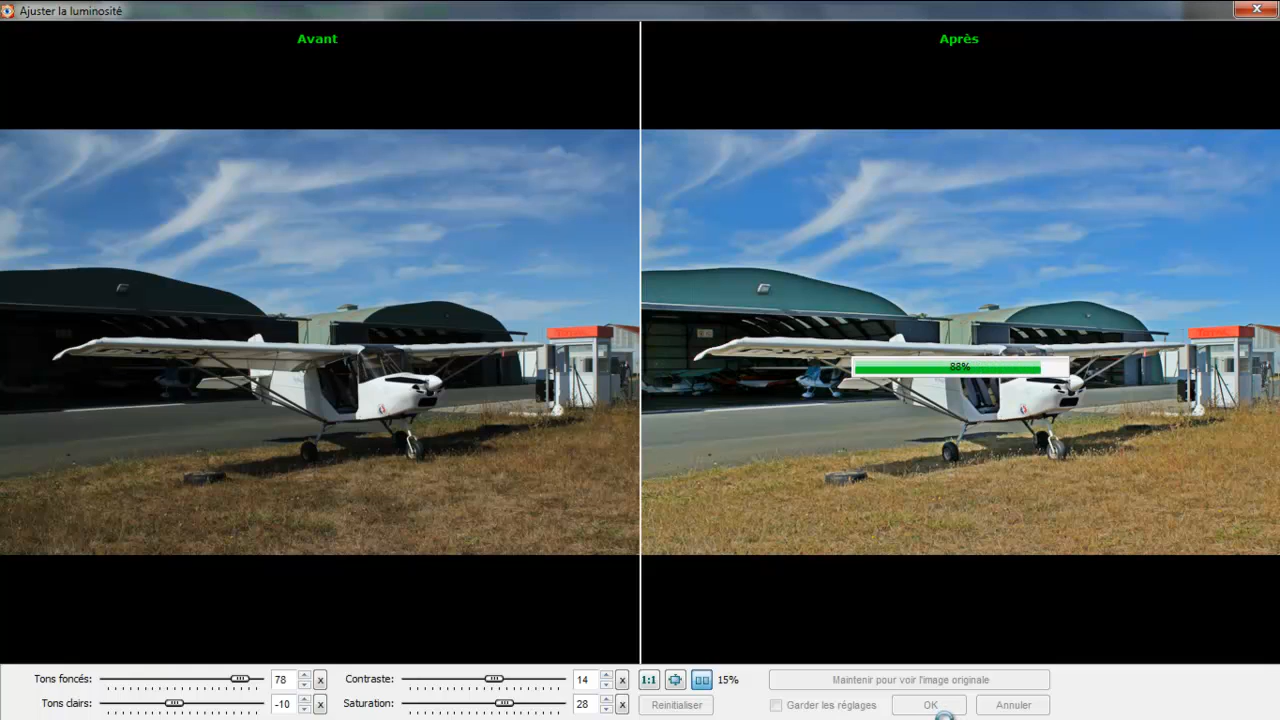 Ajuster la luminosité
Avant
Après
88%
Tons foncés: 78 x Contraste: 14 x 1:1 15% Maintenir pour voir l'image originale
Tons clairs: -10 x Saturation: 28 x Reinitialiser Garder les réglages OK Annuler